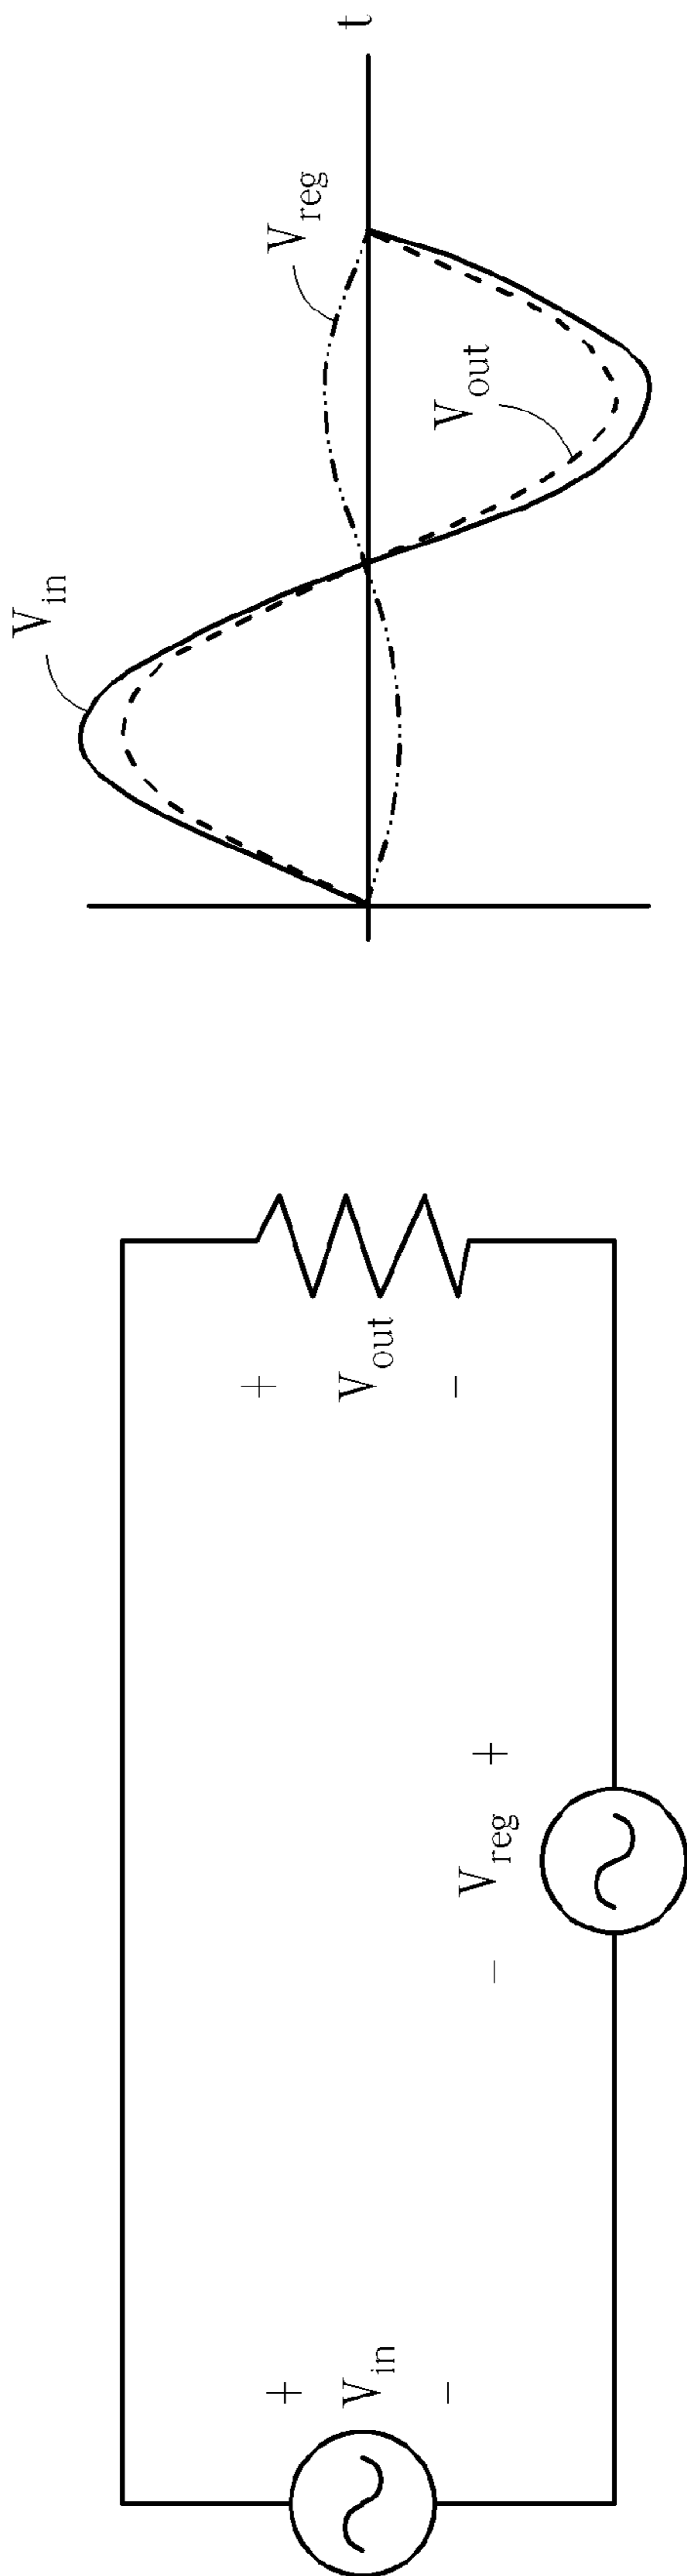 +
V_in
-
- V_reg +
+
V_out
-
V_in
V_out
V_reg
t